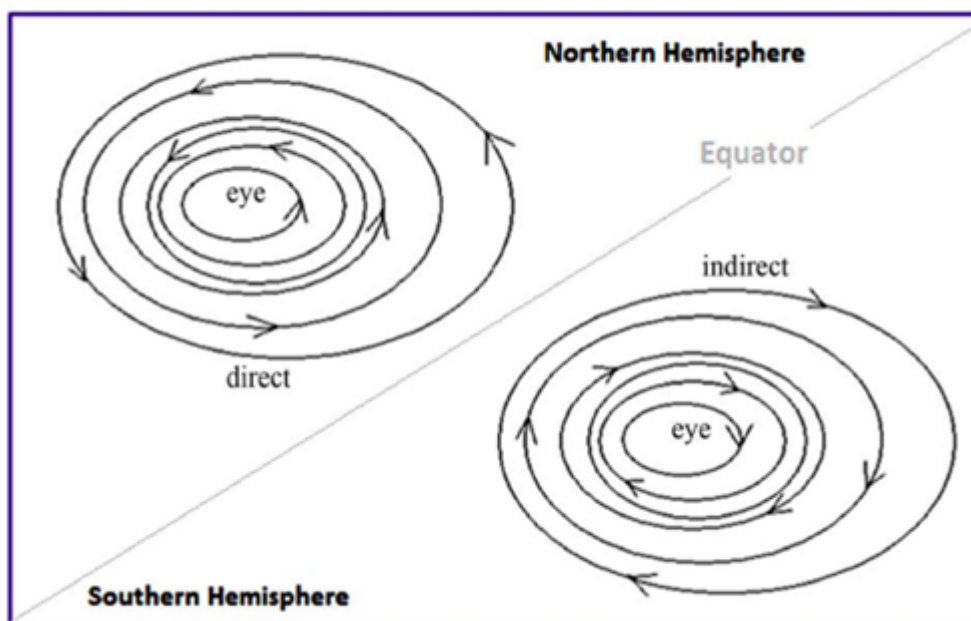 Northern Hemisphere
Equator
eye
direct
indirect
eye
Southern Hemisphere